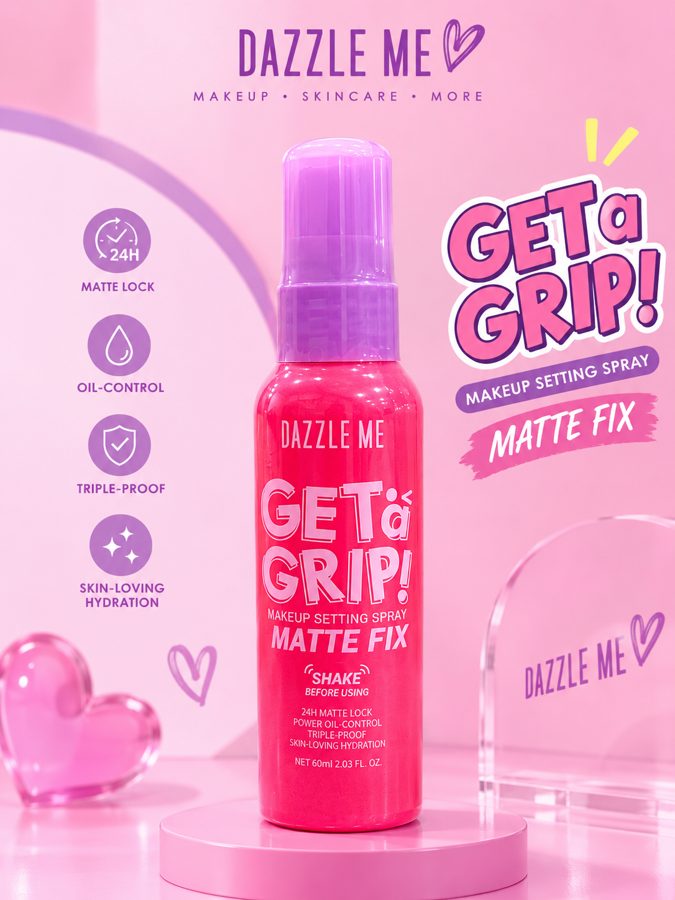 DAZZLE ME
MAKEUP • SKINCARE • MORE
24H
MATTE LOCK
OIL-CONTROL
TRIPLE-PROOF
SKIN-LOVING
HYDRATION
GET a
GRIP!
MAKEUP SETTING SPRAY
MATTE FIX
DAZZLE ME
GET a
GRIP!
MAKEUP SETTING SPRAY
MATTE FIX
SHAKE
BEFORE USING
24H MATTE LOCK
POWER OIL-CONTROL
TRIPLE-PROOF
SKIN-LOVING HYDRATION
NET 60ml 2.03 FL. OZ.
DAZZLE ME